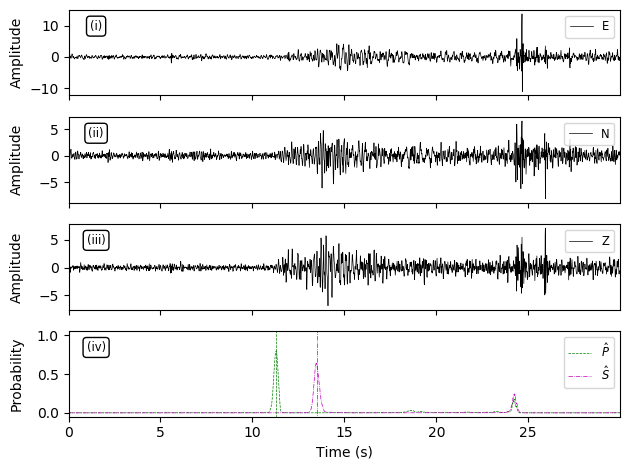 Amplitude
10
0
−10
(i)
E
Amplitude
5
0
−5
(ii)
N
Amplitude
5
0
−5
(iii)
Z
Probability
1.0
0.5
0.0
(iv)
P̂
Ŝ
0 5 10 15 20 25
Time (s)